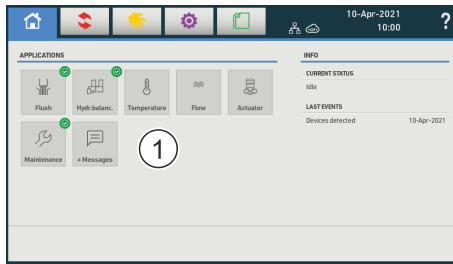 10-Apr-2021
10:00
?
APPLICATIONS
Flush
Hydr.balanc.
Temperature
Flow
Actuator
Maintenance
+Messages
1
INFO
CURRENT STATUS
Idle
LAST EVENTS
Devices detected 10-Apr-2021